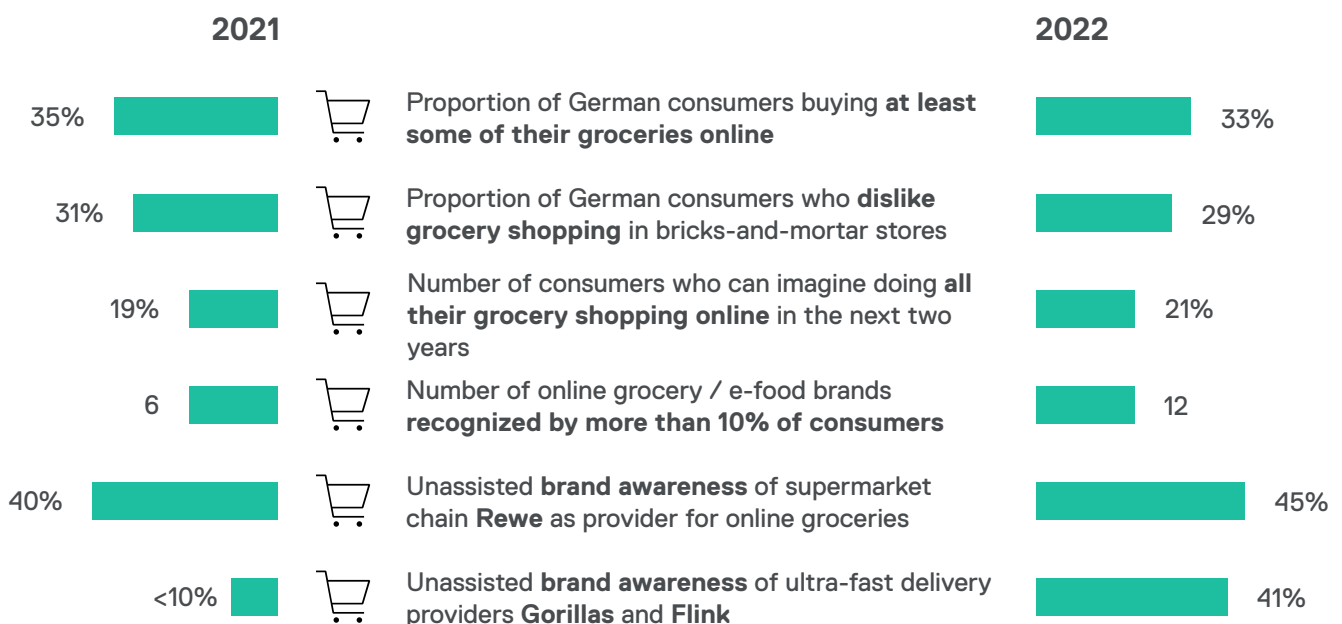 2021
2022
35%
Proportion of German consumers buying at least
some of their groceries online
33%
31%
Proportion of German consumers who dislike
grocery shopping in bricks-and-mortar stores
29%
19%
Number of consumers who can imagine doing all
their grocery shopping online in the next two
years
21%
6
Number of online grocery / e-food brands
recognized by more than 10% of consumers
12
40%
Unassisted brand awareness of supermarket
chain Rewe as provider for online groceries
45%
<10%
Unassisted brand awareness of ultra-fast delivery
providers Gorillas and Flink
41%